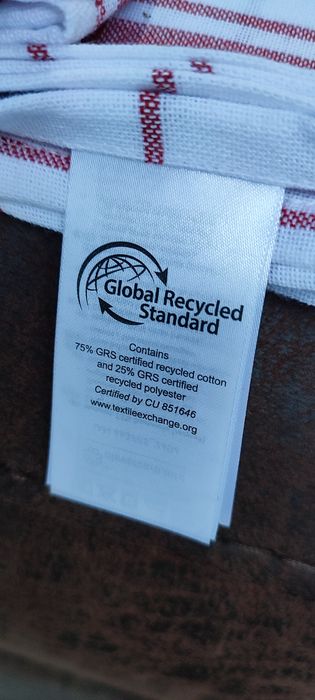 Global Recycled
Standard
Contains
75% GRS certified recycled cotton
and 25% GRS certified
recycled polyester
Certified by CU 851646
www.textileexchange.org